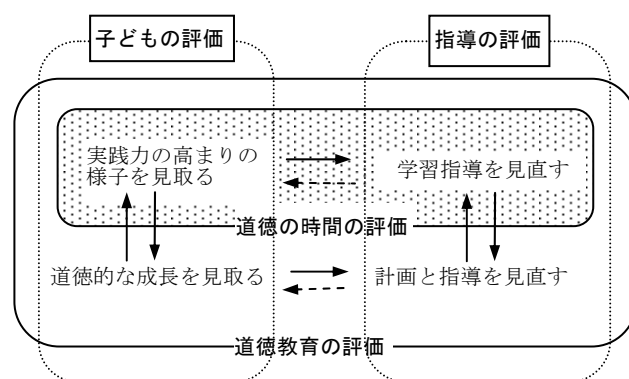 子どもの評価
指導の評価
実践力の高まりの
様子を見取る
学習指導を見直す
道徳の時間の評価
道徳的な成長を見取る
計画と指導を見直す
道徳教育の評価